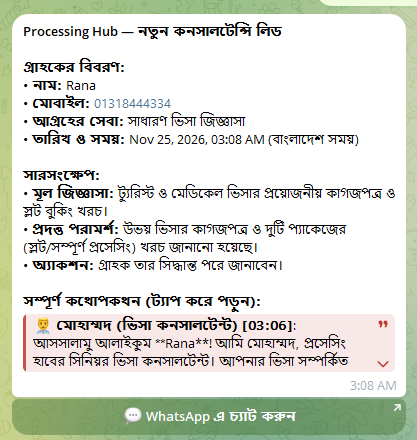 Processing Hub — নতুন কনসালটেন্সি লিড
গ্রাহকের বিবরণ:
• নাম: Rana
• মোবাইল: 01318444334
• আগ্রহের সেবা: সাধারণ ভিসা জিজ্ঞাসা
• তারিখ ও সময়: Nov 25, 2026, 03:08 AM (বাংলাদেশ সময়)
সারসংক্ষেপ:
• মূল জিজ্ঞাসা: ট্যুরিস্ট ও মেডিকেল ভিসার প্রয়োজনীয় কাগজপত্র ও
স্লট বুকিং খরচ।
• প্রদত্ত পরামর্শ: উভয় ভিসার কাগজপত্র ও দুটি প্যাকেজের
(স্লট/সম্পূর্ণ প্রসেসিং) খরচ জানানো হয়েছে।
• অ্যাকশন: গ্রাহক তার সিদ্ধান্ত পরে জানাবেন।
সম্পূর্ণ কথোপকথন (ট্যাপ করে পড়ুন):
👨‍💼 মোহাম্মদ (ভিসা কনসালটেন্ট) [03:06]:
আসসালামু আলাইকুম **Rana**! আমি মোহাম্মদ, প্রসেসিং
হাবের সিনিয়র ভিসা কনসালটেন্ট। আপনার ভিসা সম্পর্কিত
3:08 AM
💬 WhatsApp এ চ্যাট করুন